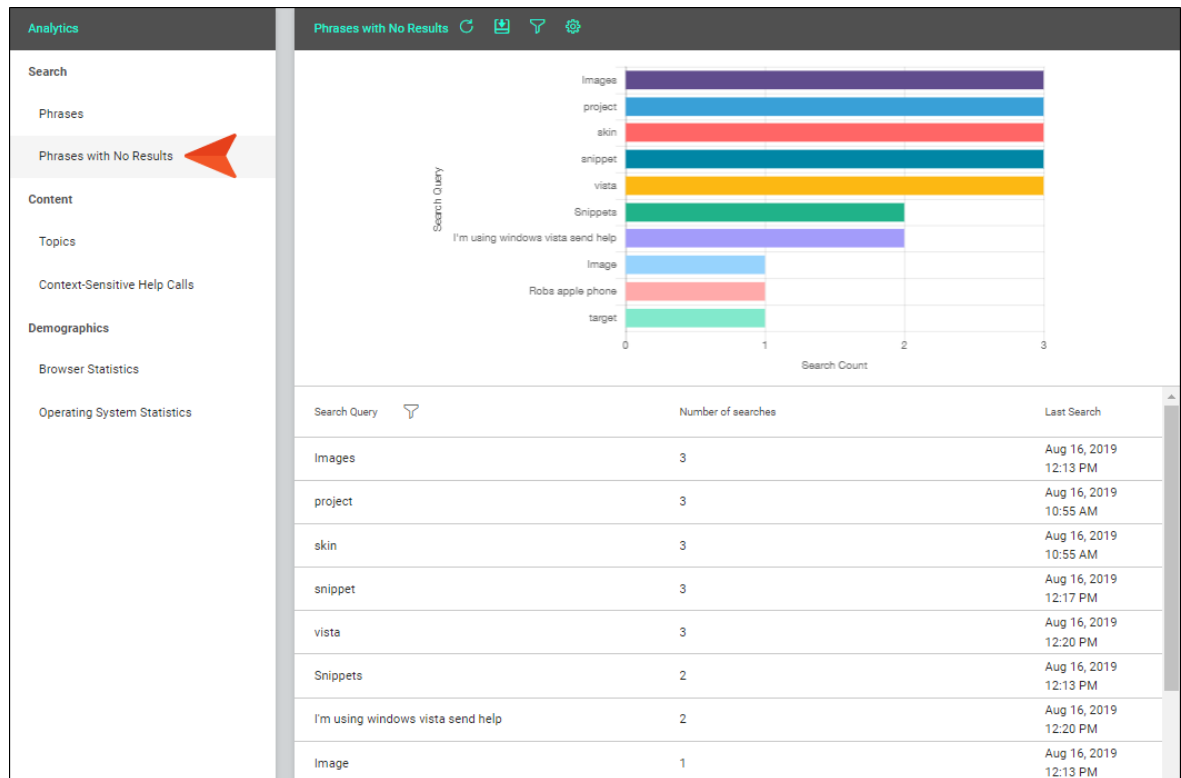 Analytics
Search
Phrases
Phrases with No Results
Content
Topics
Context-Sensitive Help Calls
Demographics
Browser Statistics
Operating System Statistics
Phrases with No Results
Search Query
Images
project
skin
snippet
vista
Snippets
I'm using windows vista send help
Image
Robs apple phone
target
0 1 2 3
Search Count
Search Query Number of searches Last Search
Images 3 Aug 16, 2019
12:13 PM
project 3 Aug 16, 2019
10:55 AM
skin 3 Aug 16, 2019
10:55 AM
snippet 3 Aug 16, 2019
12:17 PM
vista 3 Aug 16, 2019
12:20 PM
Snippets 2 Aug 16, 2019
12:13 PM
I'm using windows vista send help 2 Aug 16, 2019
12:20 PM
Image 1 Aug 16, 2019
12:13 PM